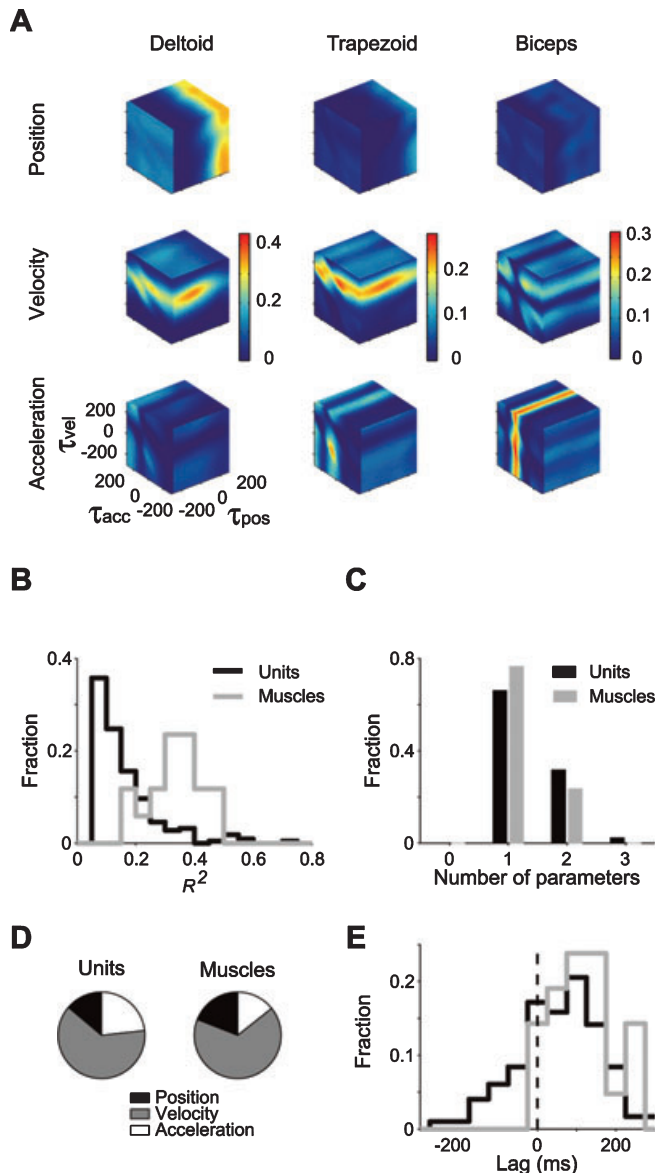 A
Deltoid Trapezoid Biceps
Position
Velocity
0.4
0.2
0
0.2
0.1
0
0.3
0.2
0.1
0
Acceleration
τvel
200
0
-200
200
0
-200
τacc
-200
0
200
τpos
B
Fraction
0.4
0.2
0
0 0.2 0.4 0.6 0.8
R²
Units
Muscles
C
Fraction
0.8
0.4
0
0 1 2 3
Number of parameters
Units
Muscles
D
Units Muscles
Position
Velocity
Acceleration
E
Fraction
0.2
0.1
0
-200 0 200
Lag (ms)